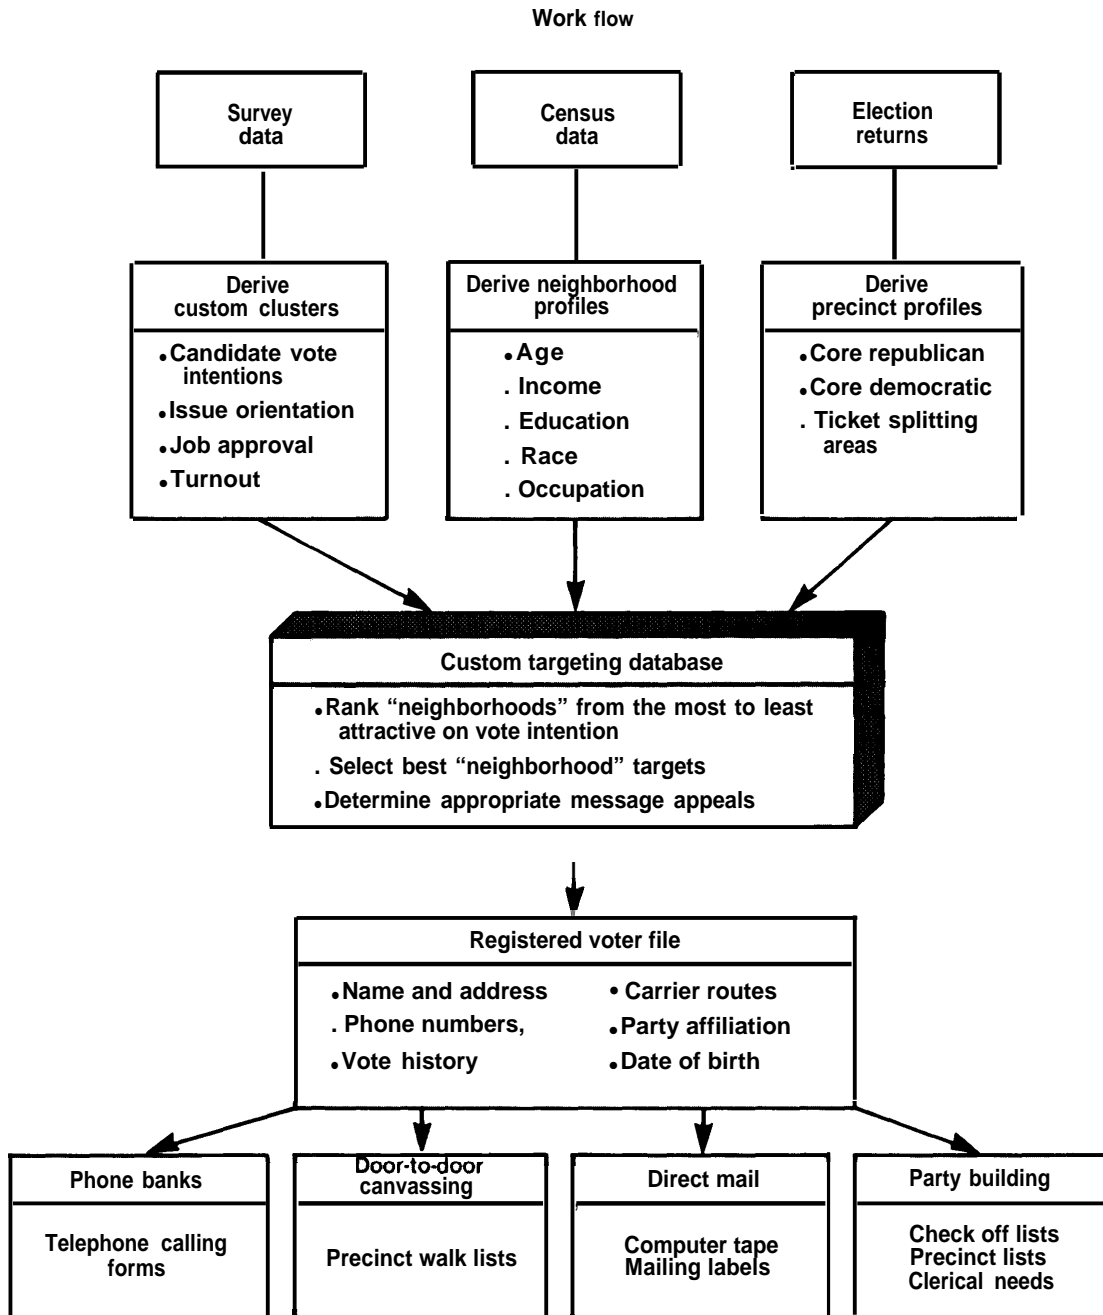 Work flow
Survey
data
Census
data
Election
returns
Derive
custom clusters
.Candidate vote
intentions
.Issue orientation
.Job approval
.Turnout
Derive neighborhood
profiles
.Age
. Income
. Education
. Race
. Occupation
Derive
precinct profiles
.Core republican
.Core democratic
. Ticket splitting
areas
Custom targeting database
.Rank “neighborhoods” from the most to least
attractive on vote intention
. Select best “neighborhood” targets
.Determine appropriate message appeals
Registered voter file
.Name and address
. Phone numbers,
.Vote history
• Carrier routes
.Party affiliation
.Date of birth
Phone banks
Telephone calling
forms
Door-to-door
canvassing
Precinct walk lists
Direct mail
Computer tape
Mailing labels
Party building
Check off lists
Precinct lists
Clerical needs